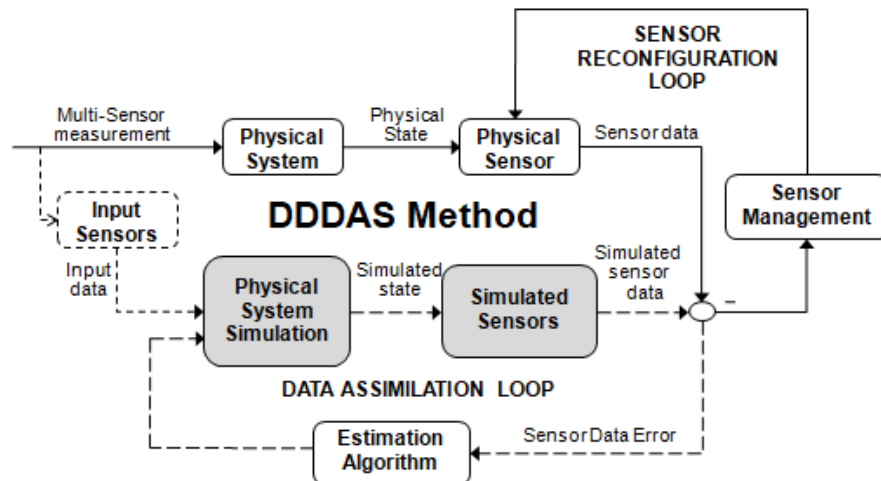 SENSOR
RECONFIGURATION
LOOP
Multi-Sensor
measurement
Physical
System
Physical
State
Physical
Sensor
Sensor data
Sensor
Management
Input
Sensors
DDDAS Method
Input
data
Physical
System
Simulation
Simulated
state
Simulated
Sensors
Simulated
sensor
data
–
DATA ASSIMILATION LOOP
Estimation
Algorithm
Sensor Data Error